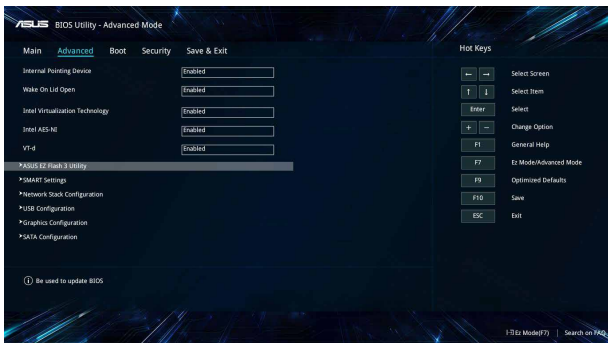 ASUS BIOS Utility - Advanced Mode
Main Advanced Boot Security Save & Exit
Hot Keys
Internal Pointing Device Enabled
Wake On Lid Open Enabled
Intel Virtualization Technology Enabled
Intel AES-NI Enabled
VT-d Enabled
ASUS EZ Flash 3 Utility
SMART Settings
Network Stack Configuration
USB Configuration
Graphics Configuration
SATA Configuration
Be used to update BIOS
← → Select Screen
↑ ↓ Select Item
Enter Select
+ − Change Option
F1 General Help
F7 Ez Mode/Advanced Mode
F9 Optimized Defaults
F10 Save
ESC Exit
Ez Mode(F7) | Search on FAQ